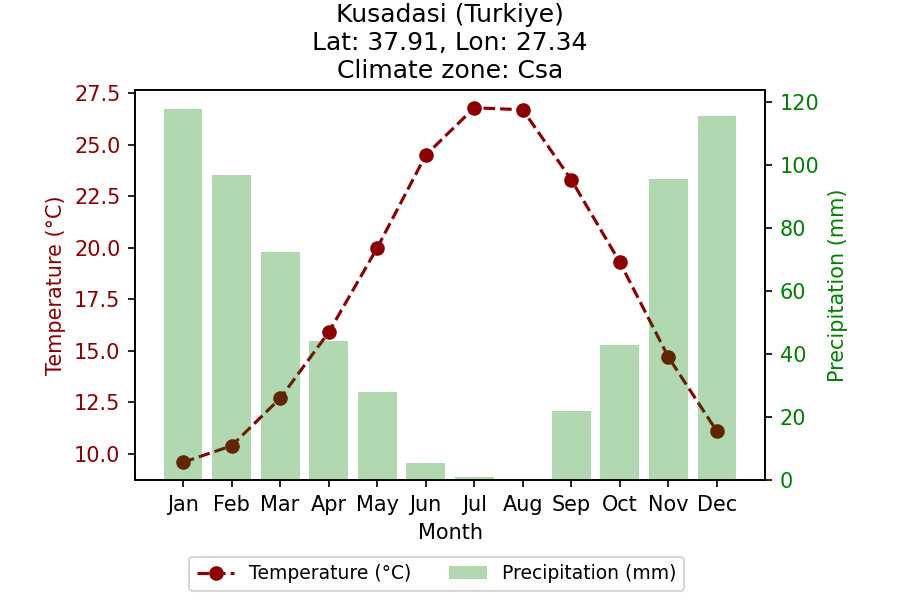 Kusadasi (Turkiye)
Lat: 37.91, Lon: 27.34
Climate zone: Csa
27.5
25.0
22.5
20.0
17.5
15.0
12.5
10.0
Temperature (°C)
120
100
80
60
40
20
0
Precipitation (mm)
Jan Feb Mar Apr May Jun Jul Aug Sep Oct Nov Dec
Month
Temperature (°C) Precipitation (mm)